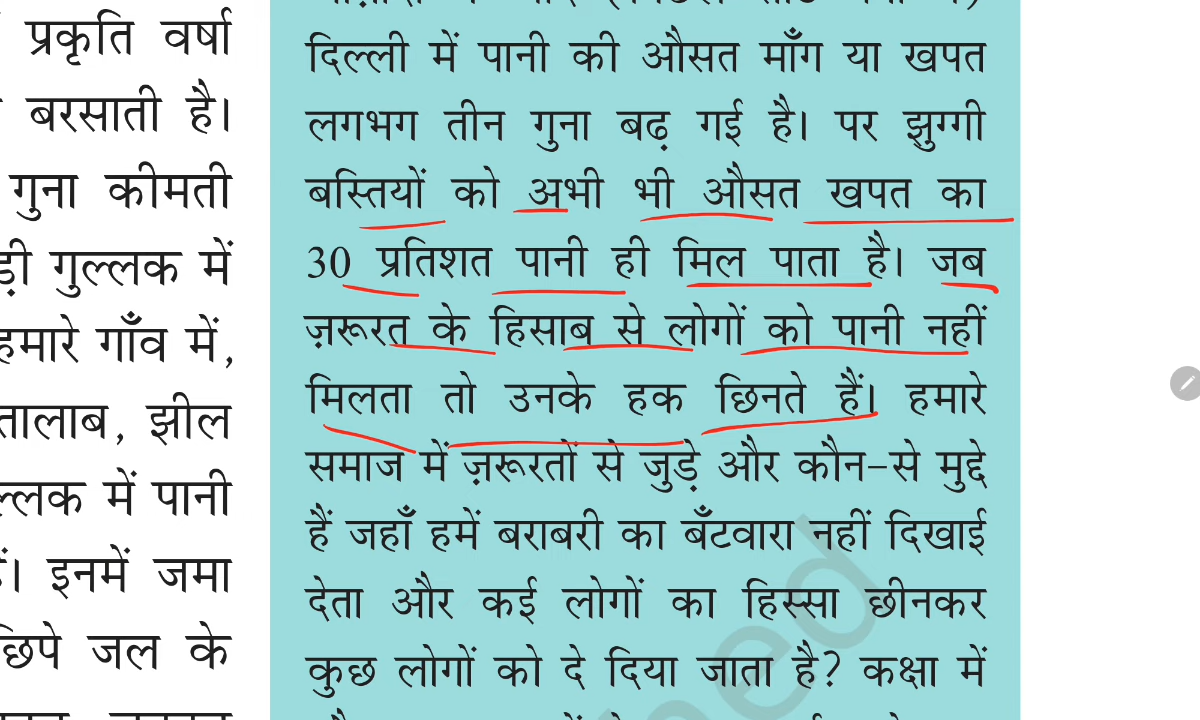 प्रकृति वर्षा
बरसाती है।
गुना कीमती
गुल्लक में
हमारे गाँव में,
तालाब, झील
में पानी
इनमें जमा
छिपे जल के
दिल्ली में पानी की औसत माँग या खपत
लगभग तीन गुना बढ़ गई है। पर झुग्गी
बस्तियों को अभी भी औसत खपत का
30 प्रतिशत पानी ही मिल पाता है। जब
ज़रूरत के हिसाब से लोगों को पानी नहीं
मिलता तो उनके हक छिनते हैं। हमारे
समाज में ज़रूरतों से जुड़े और कौन-से मुद्दे
हैं जहाँ हमें बराबरी का बँटवारा नहीं दिखाई
देता और कई लोगों का हिस्सा छीनकर
कुछ लोगों को दे दिया जाता है? कक्षा में